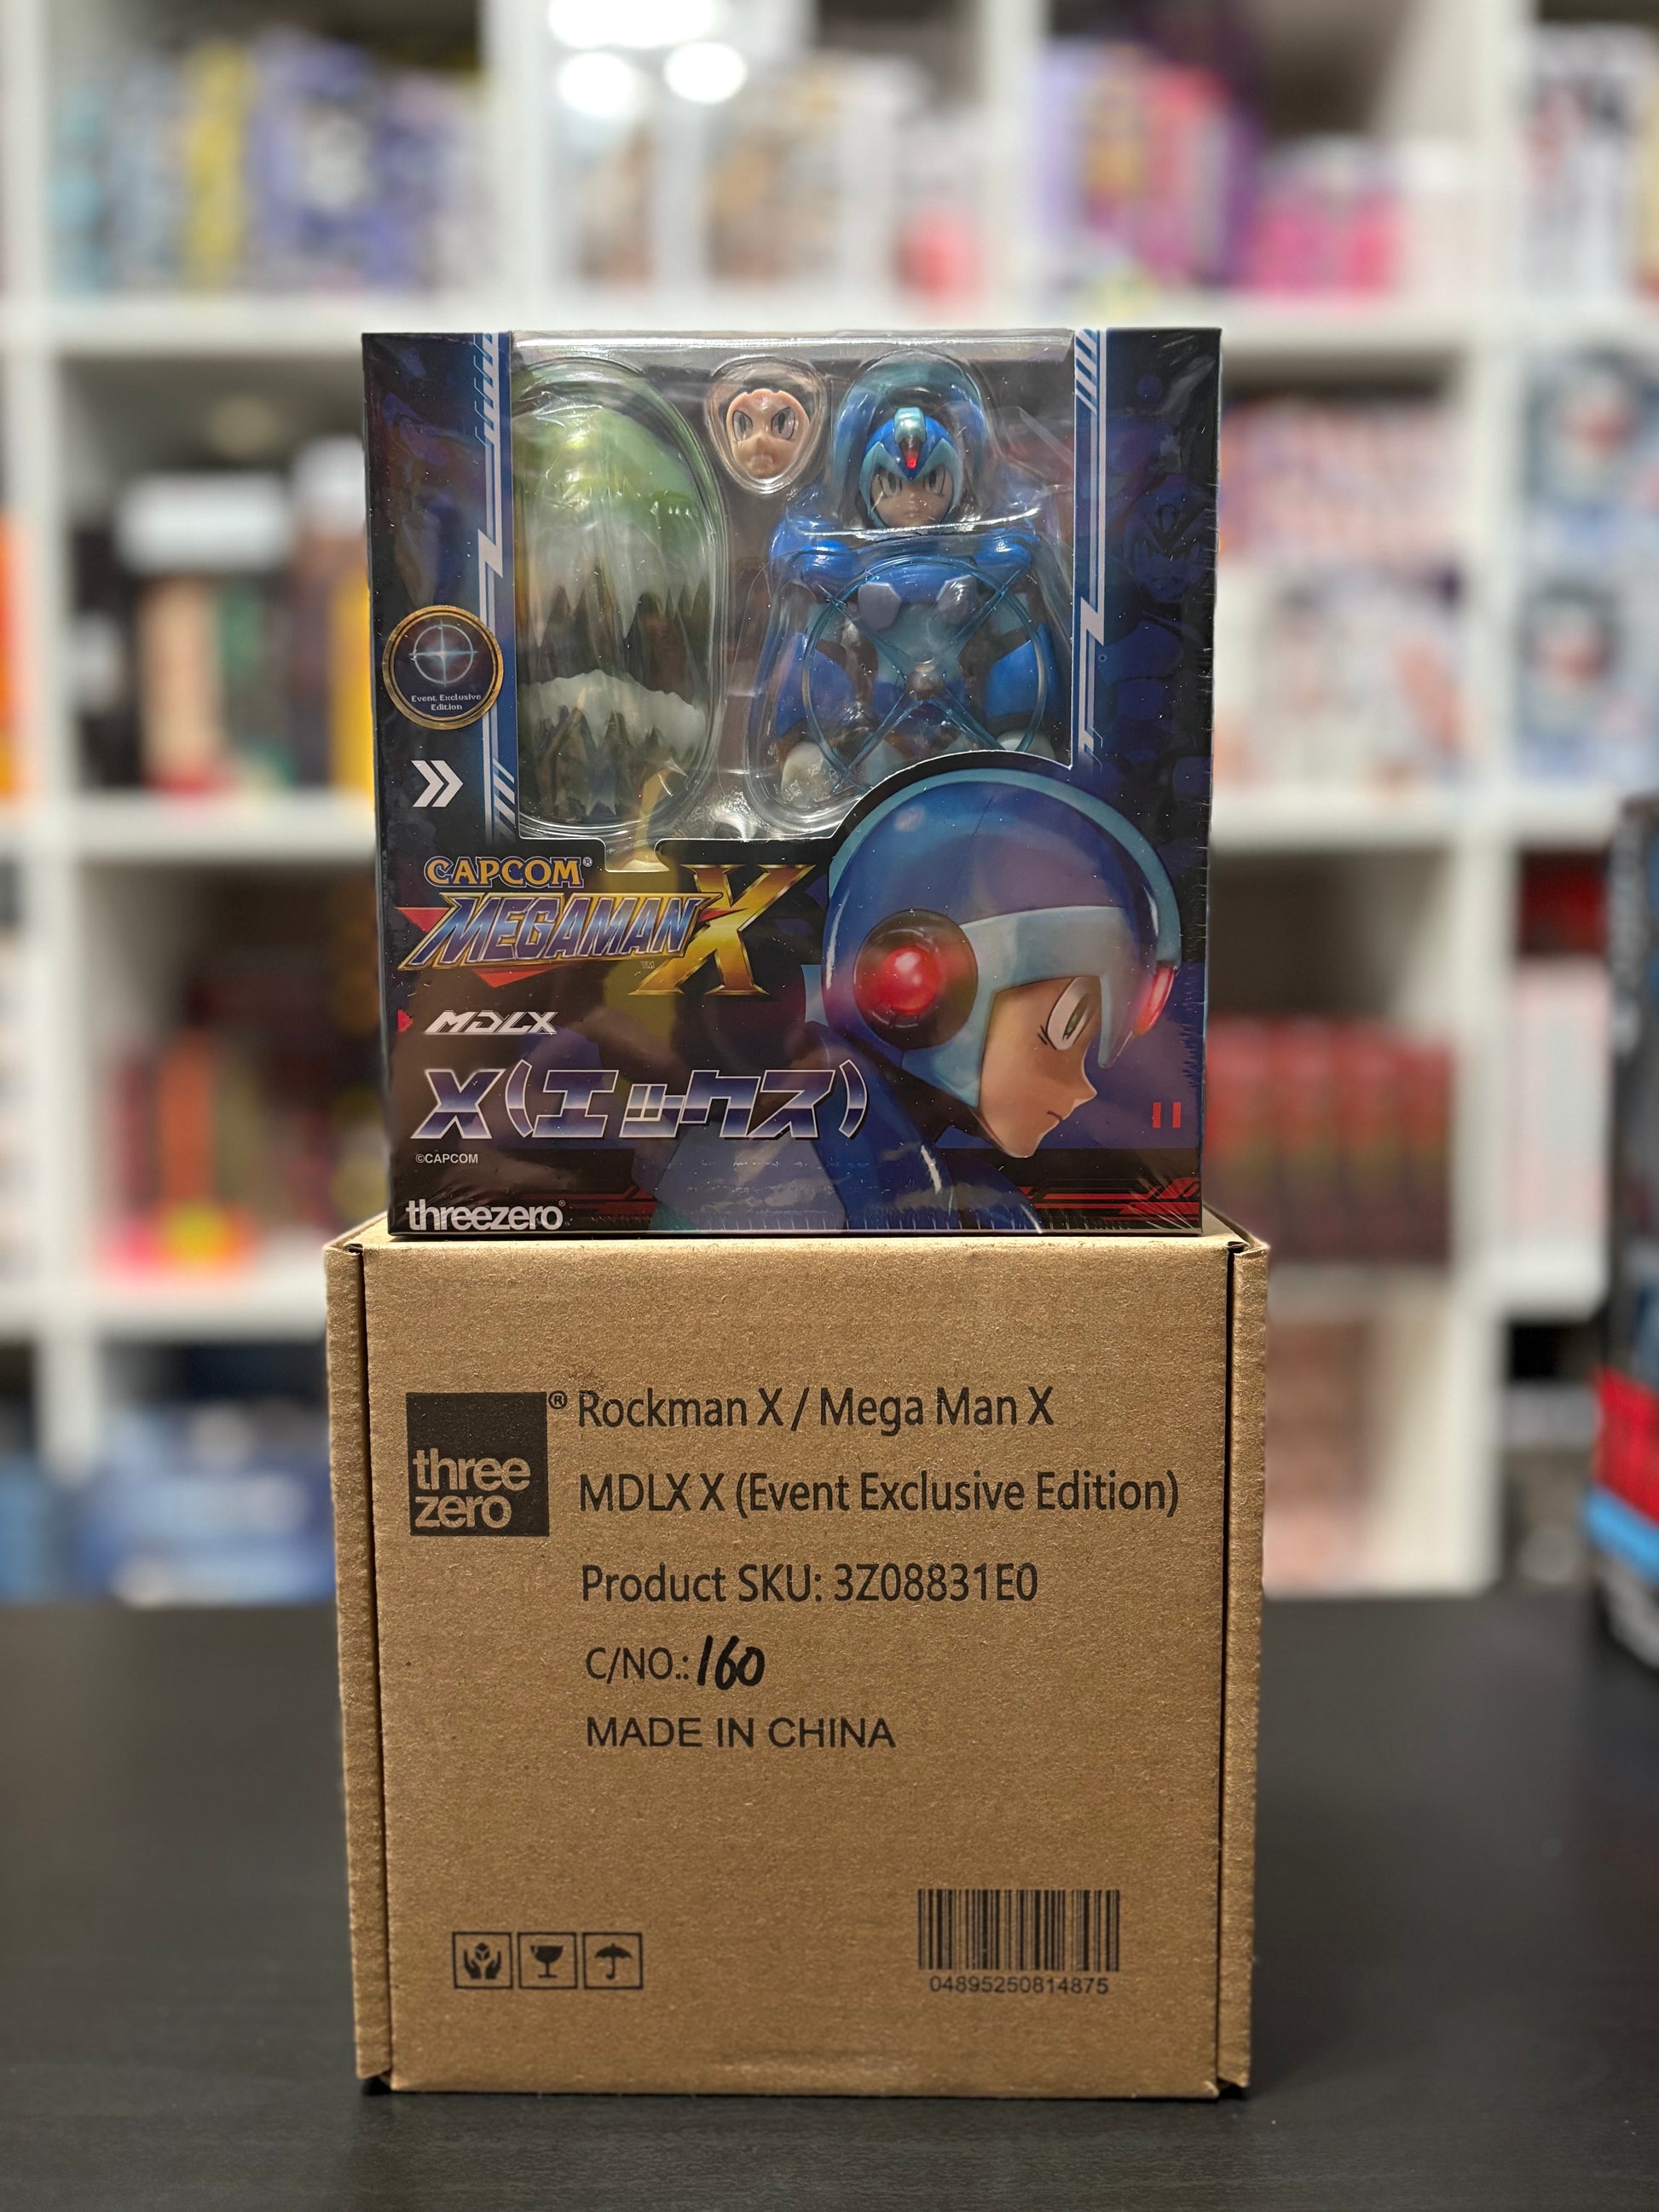 Event Exclusive
Edition
CAPCOM®
MEGAMAN X
TM
MDLX
X(エックス)
©CAPCOM
threezero®
three
zero
®
Rockman X / Mega Man X
MDLX X (Event Exclusive Edition)
Product SKU: 3Z08831E0
C/NO.: 160
MADE IN CHINA
04895250814875